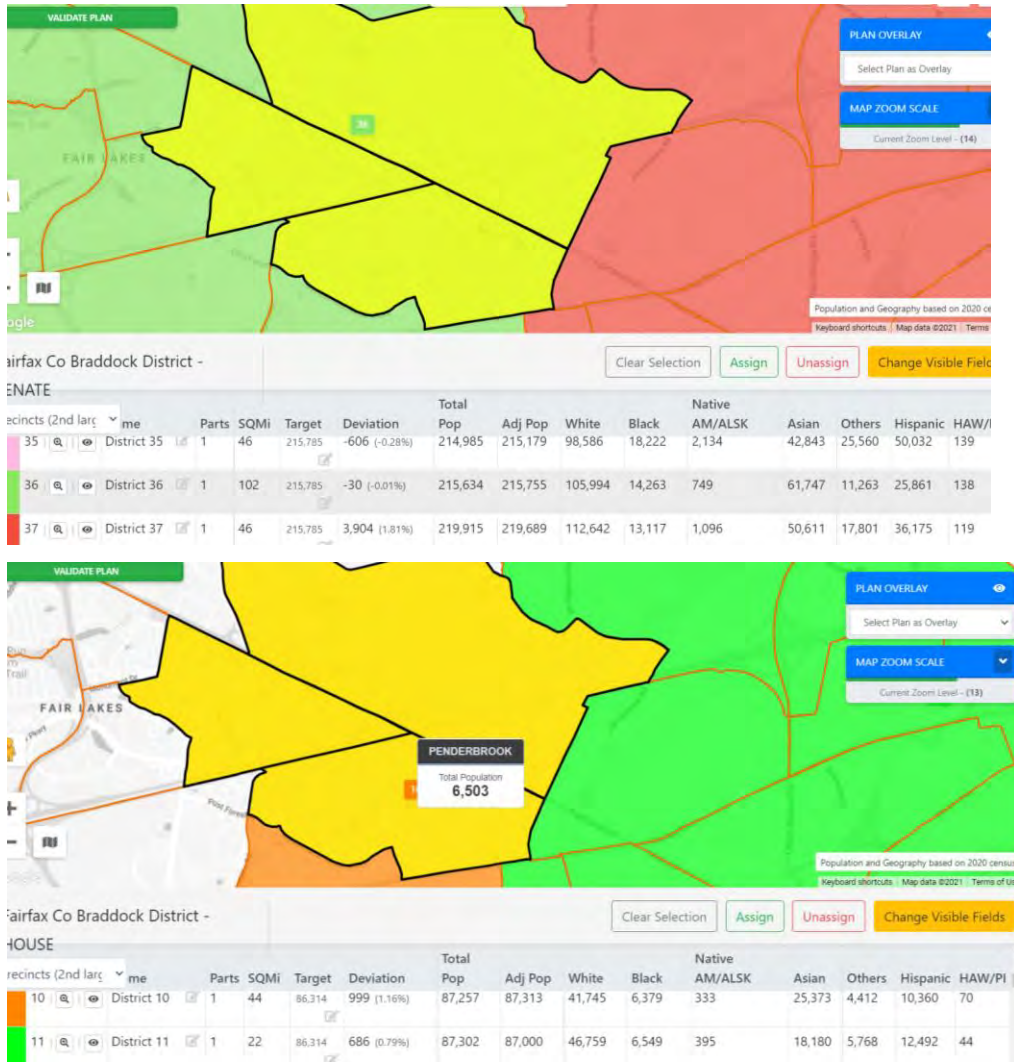 VALIDATE PLAN
PLAN OVERLAY
Select Plan as Overlay
MAP ZOOM SCALE
Current Zoom Level - (14)
36
FAIR LAKES
Population and Geography based on 2020 ce
Keyboard shortcuts Map data ©2021 Terms
airfax Co Braddock District -
ENATE
Clear Selection Assign Unassign Change Visible Field
ecincts (2nd larg me Parts SQMi Target Deviation Total Pop Adj Pop White Black Native AM/ALSK Asian Others Hispanic HAW/
35 District 35 1 46 215,785 -606 (-0.28%) 214,985 215,179 98,586 18,222 2,134 42,843 25,560 50,032 139
36 District 36 1 102 215,785 -30 (-0.01%) 215,634 215,755 105,994 14,263 749 61,747 11,263 25,861 138
37 District 37 1 46 215,785 3,904 (1.81%) 219,915 219,689 112,642 13,117 1,096 50,611 17,801 36,175 119
VALIDATE PLAN
PLAN OVERLAY
Select Plan as Overlay
MAP ZOOM SCALE
Current Zoom Level - (13)
Trail
FAIR LAKES
PENDERBROOK
Total Population
6,503
Post Forest
Population and Geography based on 2020 census
Keyboard shortcuts Map data ©2021 Terms of Us
Fairfax Co Braddock District -
HOUSE
Clear Selection Assign Unassign Change Visible Fields
recincts (2nd larg me Parts SQMi Target Deviation Total Pop Adj Pop White Black Native AM/ALSK Asian Others Hispanic HAW/PI
10 District 10 1 44 86,314 999 (1.16%) 87,257 87,313 41,745 6,379 333 25,373 4,412 10,360 70
11 District 11 1 22 86,314 686 (0.79%) 87,302 87,000 46,759 6,549 395 18,180 5,768 12,492 44